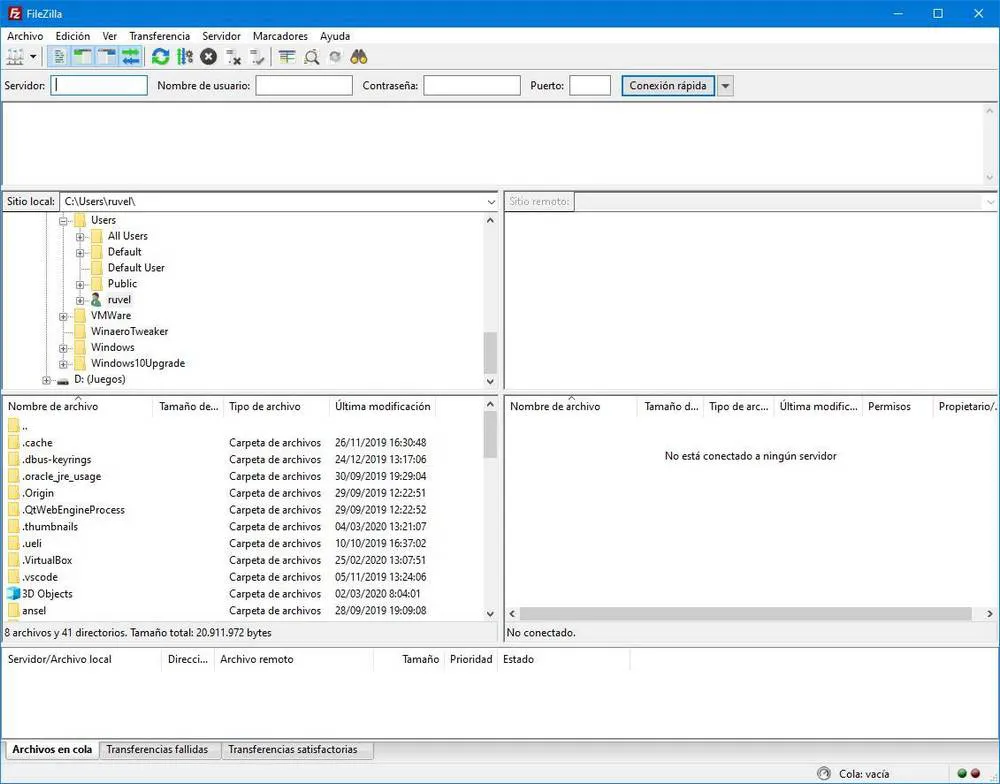 FileZilla
Archivo Edición Ver Transferencia Servidor Marcadores Ayuda
Servidor: Nombre de usuario: Contraseña: Puerto: Conexión rápida
Sitio local: C:\Users\ruvel\
Users
All Users
Default
Default User
Public
ruvel
VMWare
WinaeroTweaker
Windows
Windows10Upgrade
D: (Juegos)
Sitio remoto:
Nombre de archivo Tamaño de... Tipo de archivo Última modificación
..
.cache Carpeta de archivos 26/11/2019 16:30:48
.dbus-keyrings Carpeta de archivos 24/12/2019 13:17:06
.oracle_jre_usage Carpeta de archivos 30/09/2019 19:29:04
.Origin Carpeta de archivos 29/09/2019 12:22:51
.QtWebEngineProcess Carpeta de archivos 29/09/2019 12:22:52
.thumbnails Carpeta de archivos 04/03/2020 13:21:07
.ueli Carpeta de archivos 10/10/2019 16:37:02
.VirtualBox Carpeta de archivos 25/02/2020 13:07:51
.vscode Carpeta de archivos 05/11/2019 13:24:06
3D Objects Carpeta de archivos 02/03/2020 8:04:01
ansel Carpeta de archivos 28/09/2019 19:09:08
8 archivos y 41 directorios. Tamaño total: 20.911.972 bytes
Nombre de archivo Tamaño d... Tipo de arc... Última modific... Permisos Propietario/.
No está conectado a ningún servidor
No conectado.
Servidor/Archivo local Direcci... Archivo remoto Tamaño Prioridad Estado
Archivos en cola Transferencias fallidas Transferencias satisfactorias
Cola: vacía